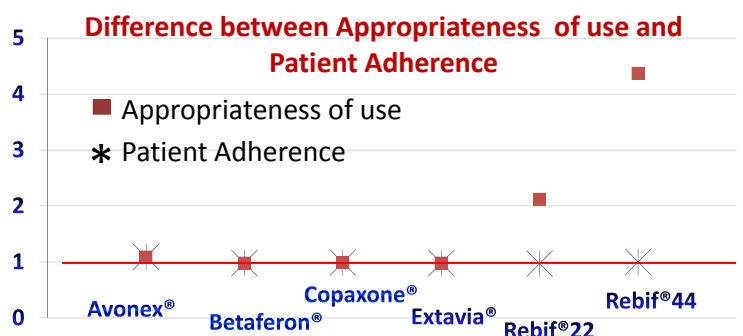 Difference between Appropriateness of use and
Patient Adherence
5
4
3
2
1
0
Appropriateness of use
Patient Adherence
Avonex®
Betaferon®
Copaxone®
Extavia®
Rebif®22
Rebif®44